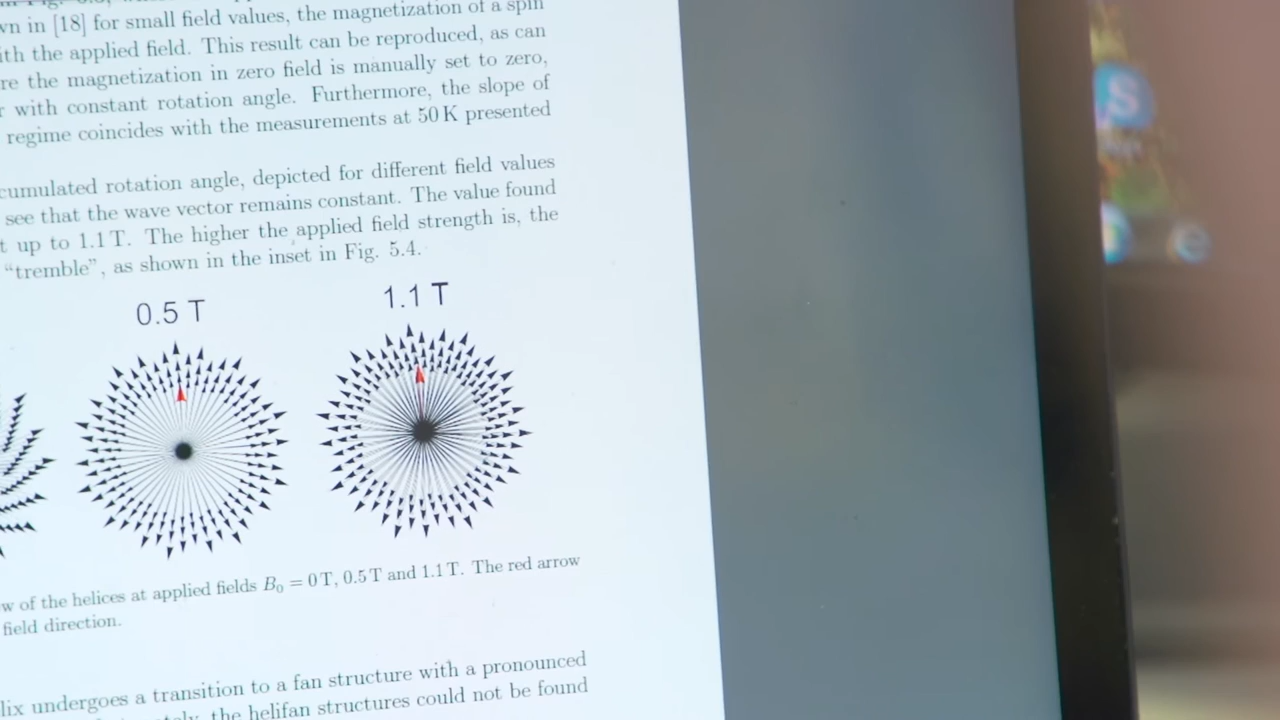 wn in [18] for small field values, the magnetization of a spin
ith the applied field. This result can be reproduced, as can
re the magnetization in zero field is manually set to zero,
r with constant rotation angle. Furthermore, the slope of
regime coincides with the measurements at 50 K presented
cumulated rotation angle, depicted for different field values
see that the wave vector remains constant. The value found
t up to 1.1 T. The higher the applied field strength is, the
“tremble”, as shown in the inset in Fig. 5.4.
0.5 T
1.1 T
w of the helices at applied fields B₀ = 0 T, 0.5 T and 1.1 T. The red arrow
field direction.
lix undergoes a transition to a fan structure with a pronounced
the helifan structures could not be found
S
e